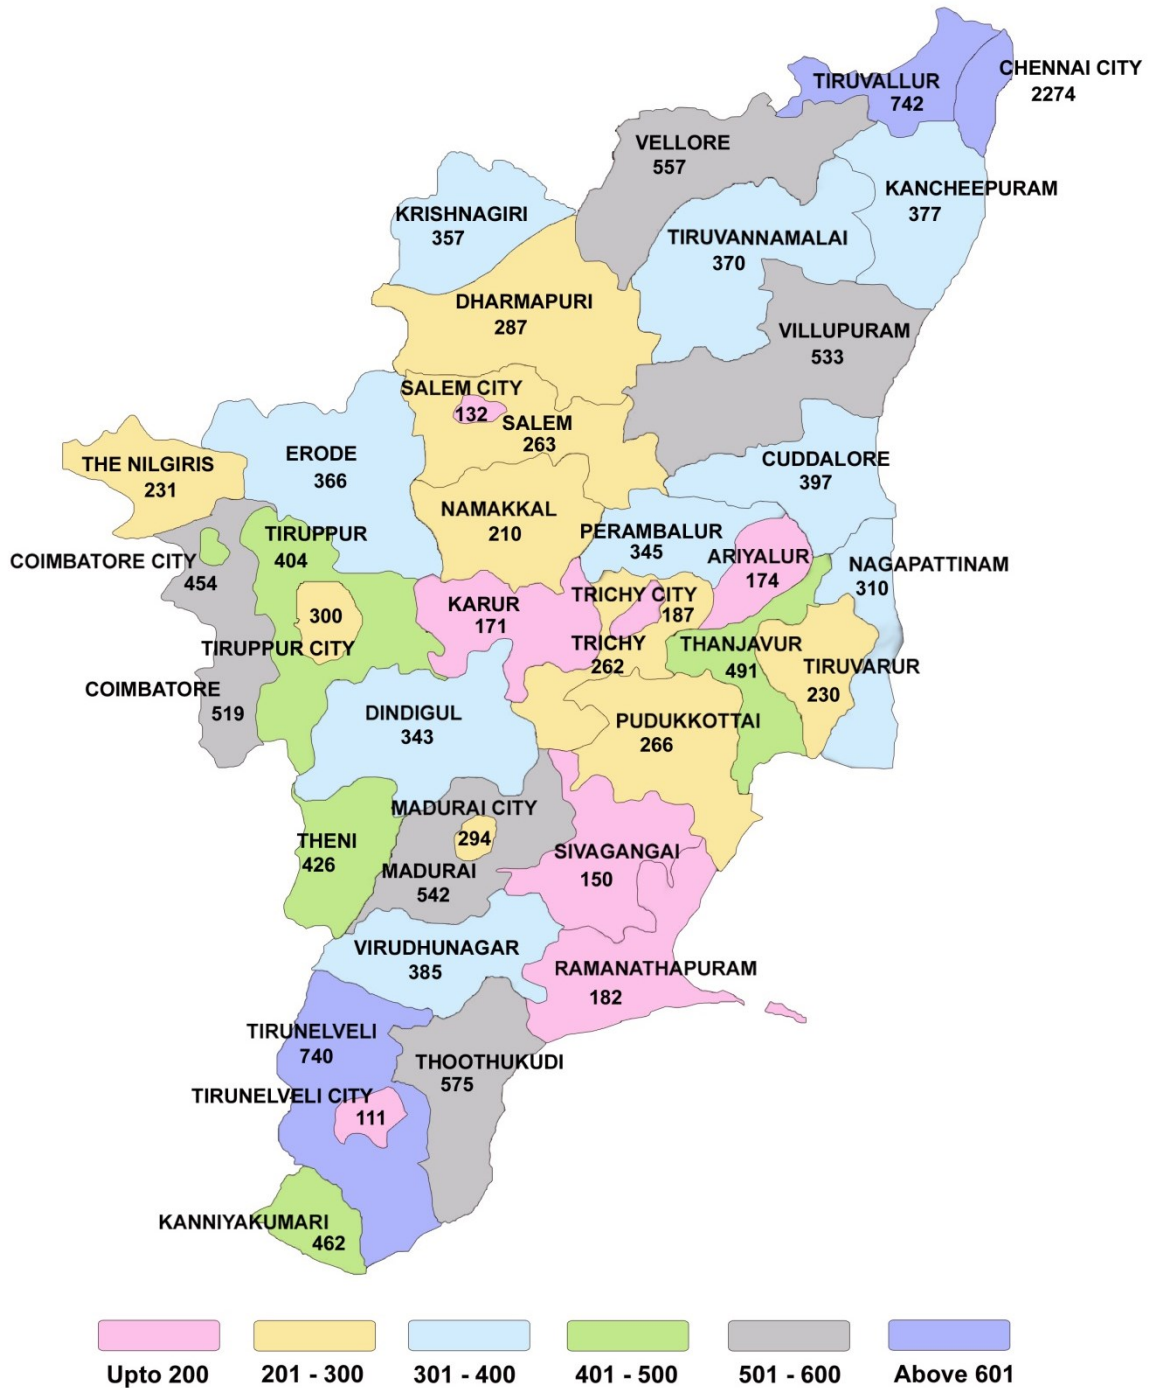 CHENNAI CITY
2274
TIRUVALLUR
742
VELLORE
557
KANCHEEPURAM
377
KRISHNAGIRI
357
TIRUVANNAMALAI
370
DHARMAPURI
287
VILLUPURAM
533
SALEM CITY
132
SALEM
263
ERODE
366
THE NILGIRIS
231
CUDDALORE
397
NAMAKKAL
210
TIRUPPUR
404
PERAMBALUR
345
ARIYALUR
174
COIMBATORE CITY
454
NAGAPATTINAM
310
KARUR
171
TRICHY CITY
187
300
TIRUPPUR CITY
TRICHY
262
THANJAVUR
491
TIRUVARUR
230
COIMBATORE
519
DINDIGUL
343
PUDUKKOTTAI
266
MADURAI CITY
294
THENI
426
SIVAGANGAI
150
MADURAI
542
VIRUDHUNAGAR
385
RAMANATHAPURAM
182
TIRUNELVELI
740
THOOTHUKUDI
575
TIRUNELVELI CITY
111
KANNIYAKUMARI
462
Upto 200
201 - 300
301 - 400
401 - 500
501 - 600
Above 601